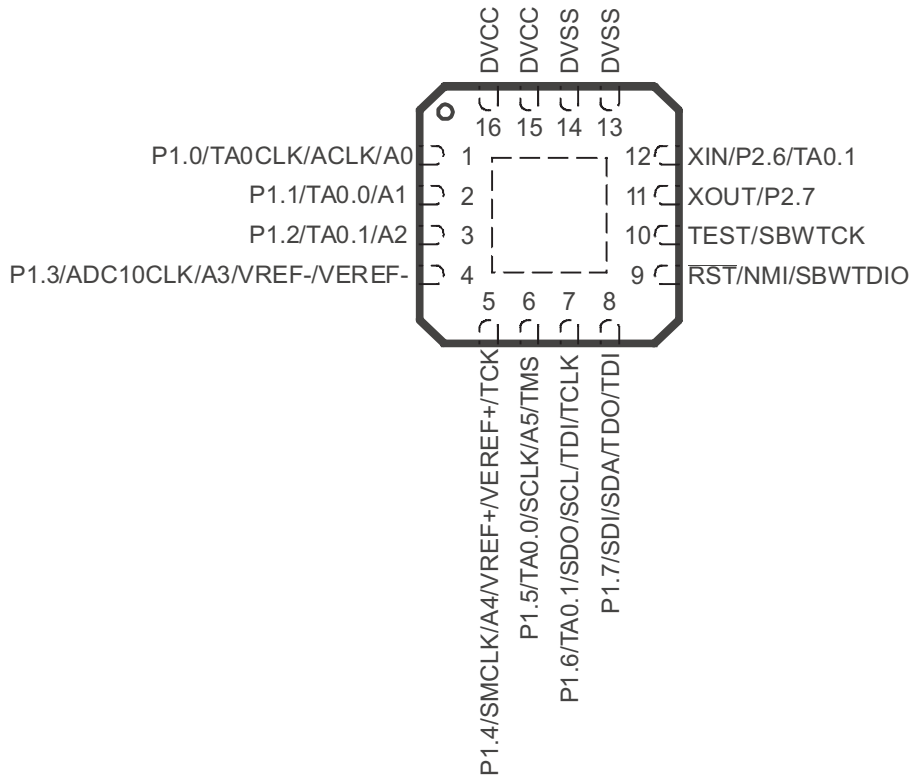 DVCC
DVCC
DVSS
DVSS
16
15
14
13
P1.0/TA0CLK/ACLK/A0
1
12
XIN/P2.6/TA0.1
P1.1/TA0.0/A1
2
11
XOUT/P2.7
P1.2/TA0.1/A2
3
10
TEST/SBWTCK
P1.3/ADC10CLK/A3/VREF-/VEREF-
4
9
RST/NMI/SBWTDIO
5
6
7
8
P1.4/SMCLK/A4/VREF+/VEREF+/TCK
P1.5/TA0.0/SCLK/A5/TMS
P1.6/TA0.1/SDO/SCL/TDI/TCLK
P1.7/SDI/SDA/TDO/TDI